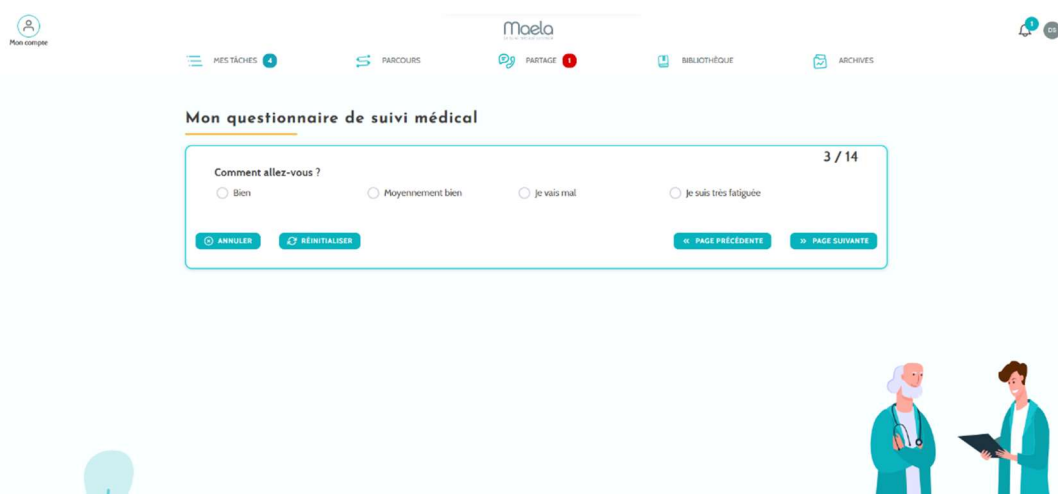 Mon compte
Maela
1
DS
MES TÂCHES 4
PARCOURS
PARTAGE 1
BIBLIOTHÈQUE
ARCHIVES
Mon questionnaire de suivi médical
3 / 14
Comment allez-vous ?
Bien
Moyennement bien
Je vais mal
Je suis très fatiguée
ANNULER
RÉINITIALISER
PAGE PRÉCÉDENTE
PAGE SUIVANTE